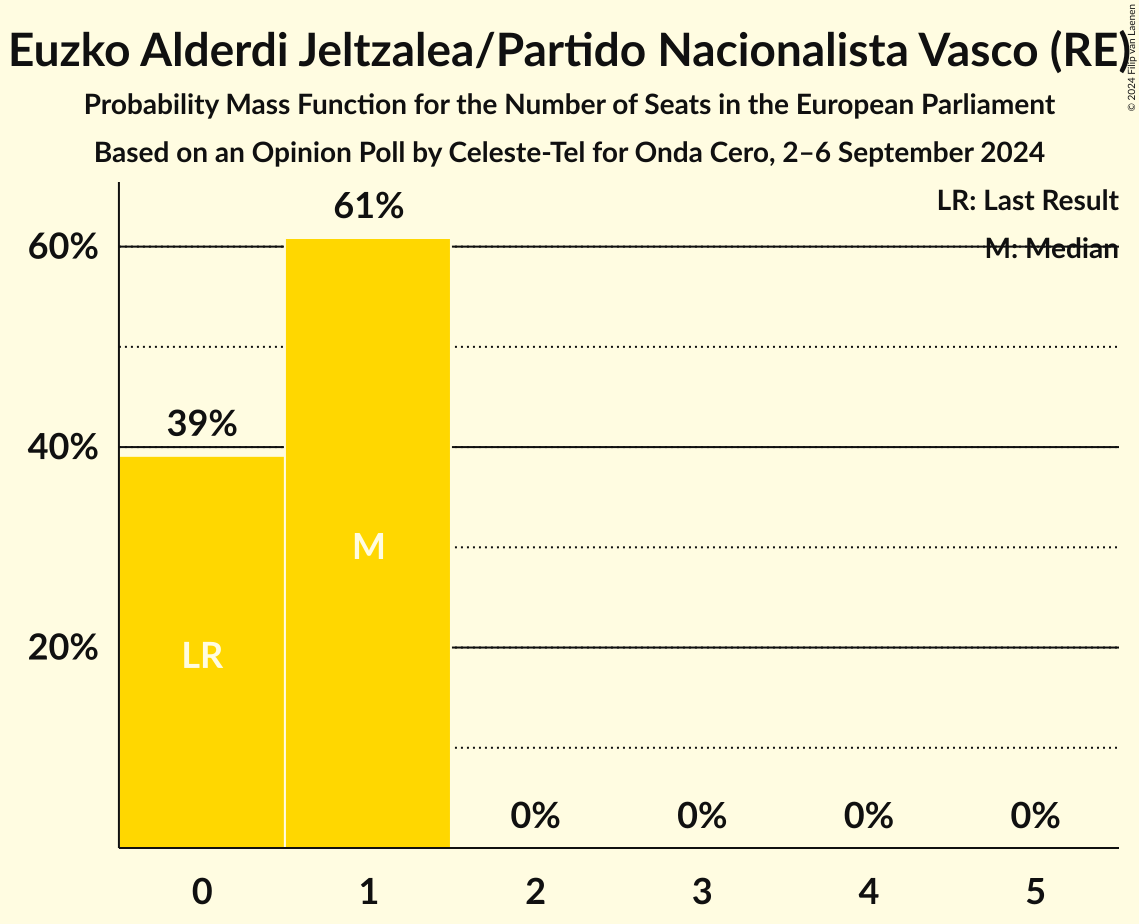 Euzko Alderdi Jeltzalea/Partido Nacionalista Vasco (RE)
© 2024 Filip van Laenen
Probability Mass Function for the Number of Seats in the European Parliament
Based on an Opinion Poll by Celeste-Tel for Onda Cero, 2–6 September 2024
LR: Last Result
M: Median
61%
60%
39%
40%
M
LR
20%
0% 0% 0% 0%
0 1 2 3 4 5